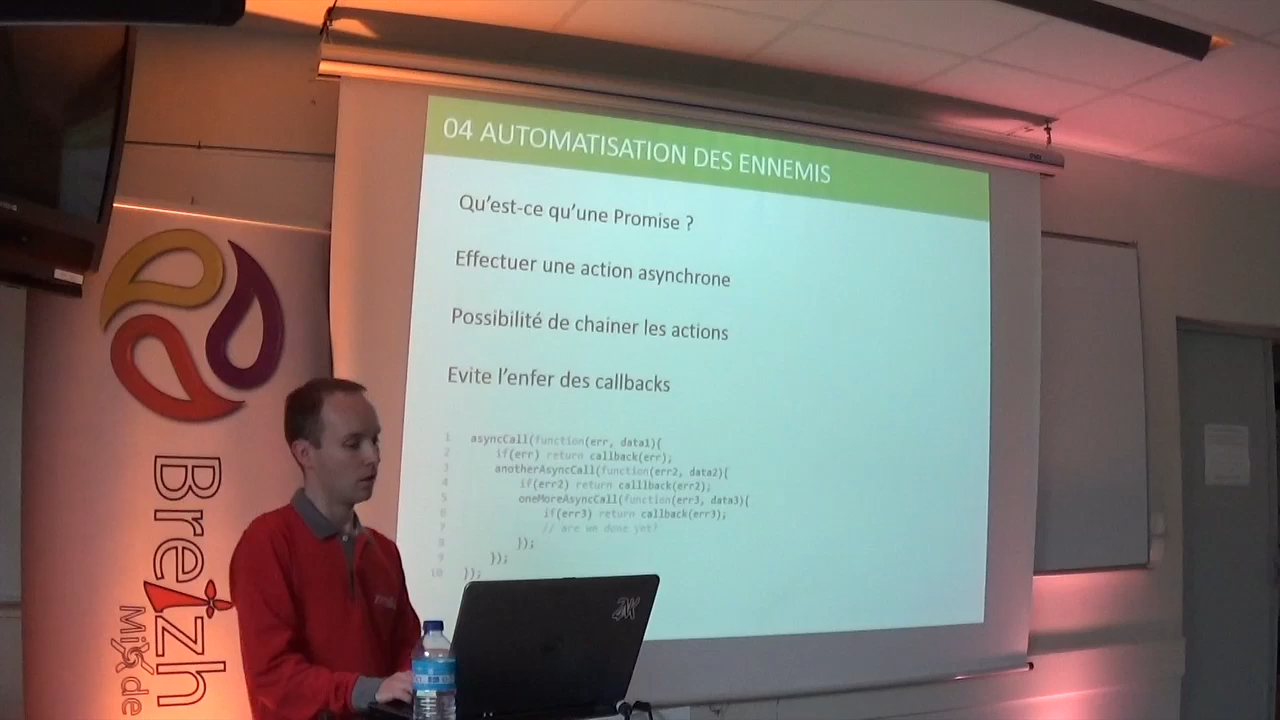 04 AUTOMATISATION DES ENNEMIS
Qu'est-ce qu'une Promise ?
Effectuer une action asynchrone
Possibilité de chainer les actions
Evite l'enfer des callbacks
1 asyncCall(function(err, data1){
2 if(err) return callback(err);
3 anotherAsyncCall(function(err2, data2){
4 if(err2) return calllback(err2);
5 oneMoreAsyncCall(function(err3, data3){
6 if(err3) return callback(err3);
7 // are we done yet?
8 });
9 });
10 });
Breizh
Mix de